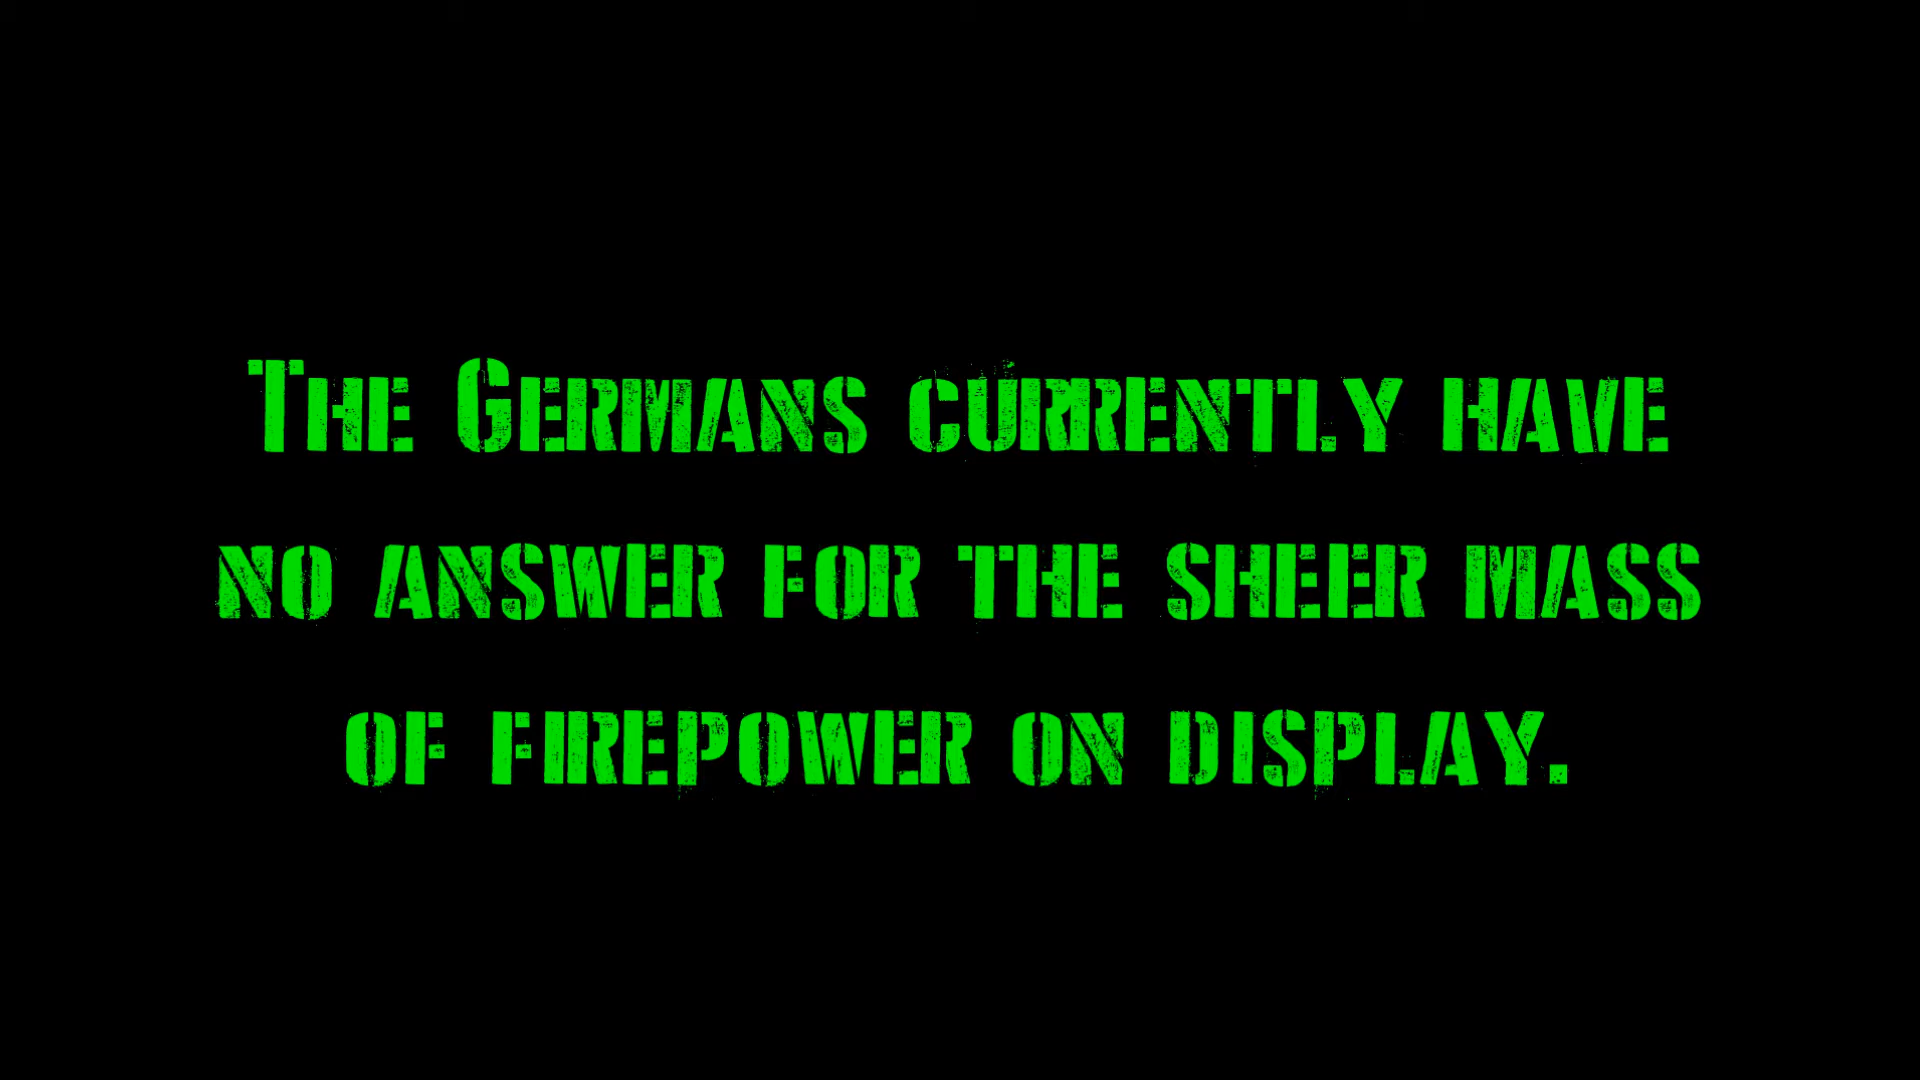 The Germans currently have
no answer for the sheer mass
of firepower on display.